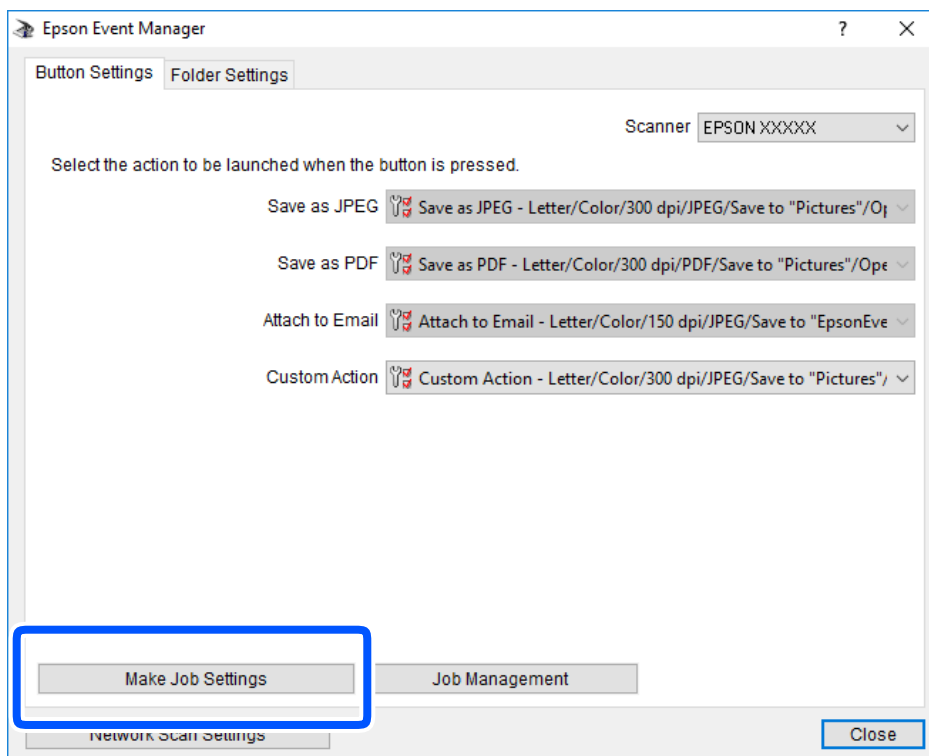 Epson Event Manager
Button Settings Folder Settings
Scanner EPSON XXXXX
Select the action to be launched when the button is pressed.
Save as JPEG Save as JPEG - Letter/Color/300 dpi/JPEG/Save to "Pictures"/Op
Save as PDF Save as PDF - Letter/Color/300 dpi/PDF/Save to "Pictures"/Ope
Attach to Email Attach to Email - Letter/Color/150 dpi/JPEG/Save to "EpsonEve
Custom Action Custom Action - Letter/Color/300 dpi/JPEG/Save to "Pictures"/
Make Job Settings Job Management
Network Scan Settings Close